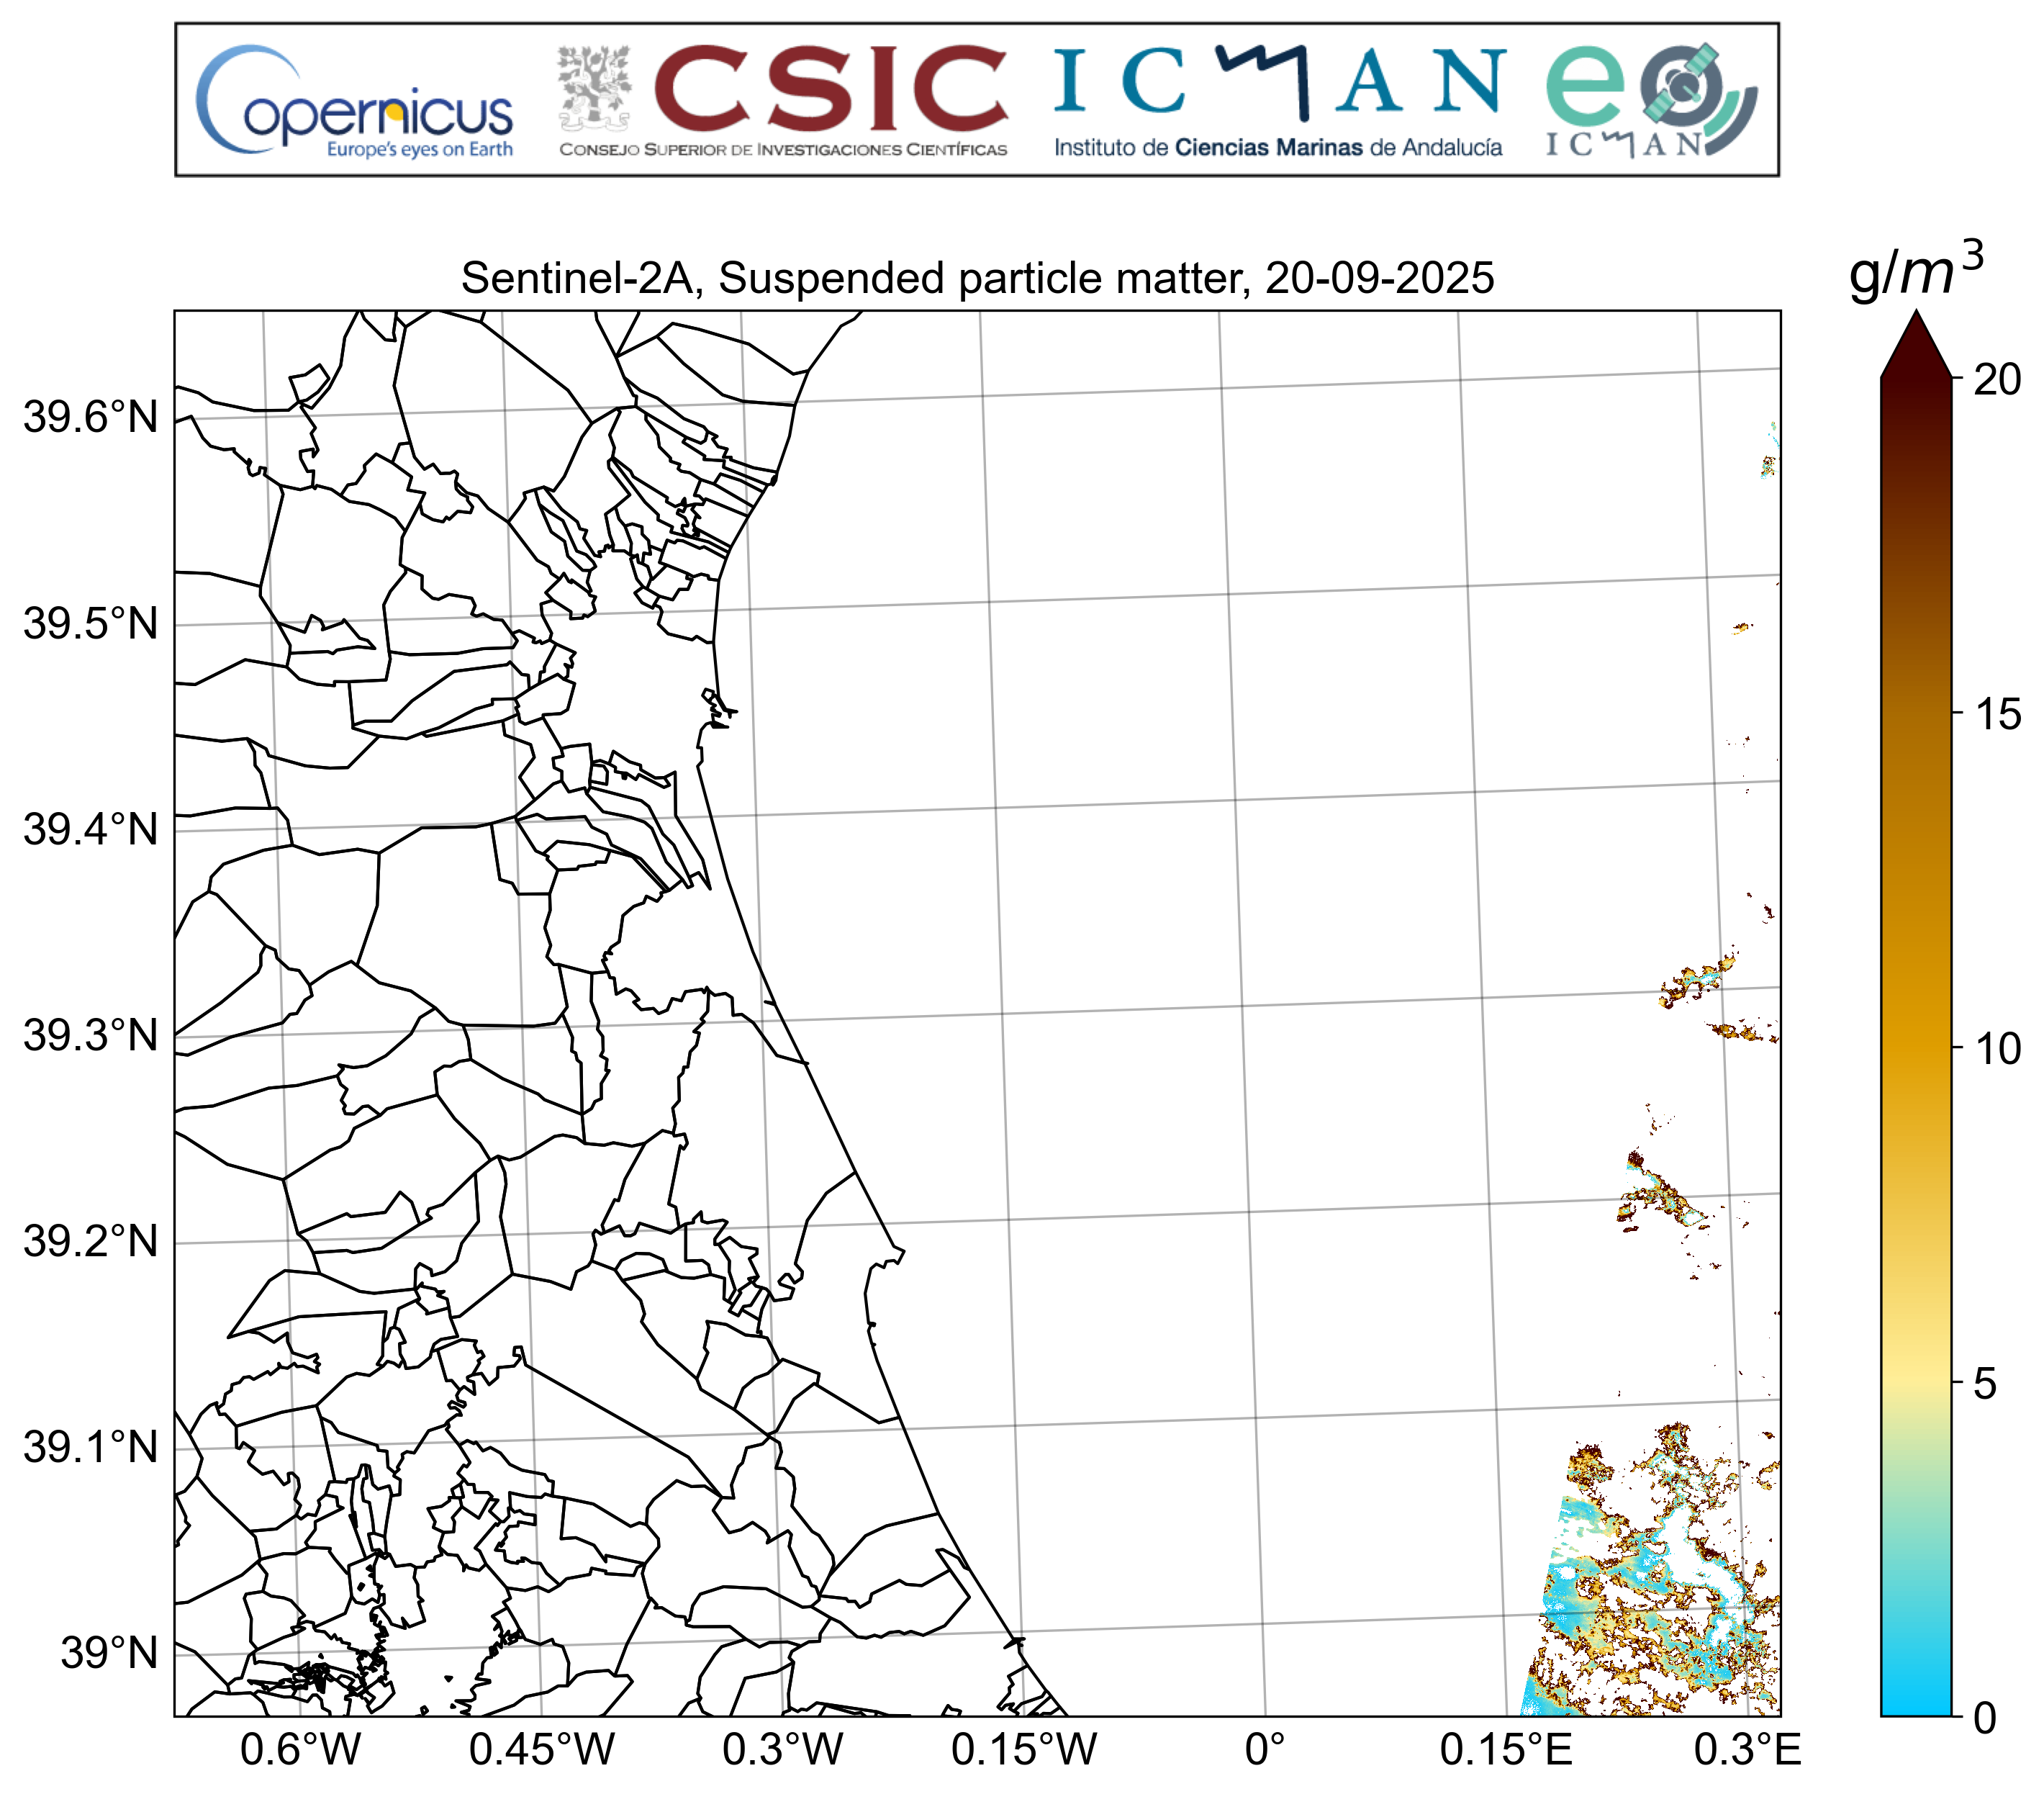 Copernicus
Europe's eyes on Earth
CSIC
CONSEJO SUPERIOR DE INVESTIGACIONES CIENTÍFICAS
ICMAN
Instituto de Ciencias Marinas de Andalucía
eo
ICMAN
Sentinel-2A, Suspended particle matter, 20-09-2025
g/m³
39.6°N
39.5°N
39.4°N
39.3°N
39.2°N
39.1°N
39°N
0.6°W 0.45°W 0.3°W 0.15°W 0° 0.15°E 0.3°E
20
15
10
5
0